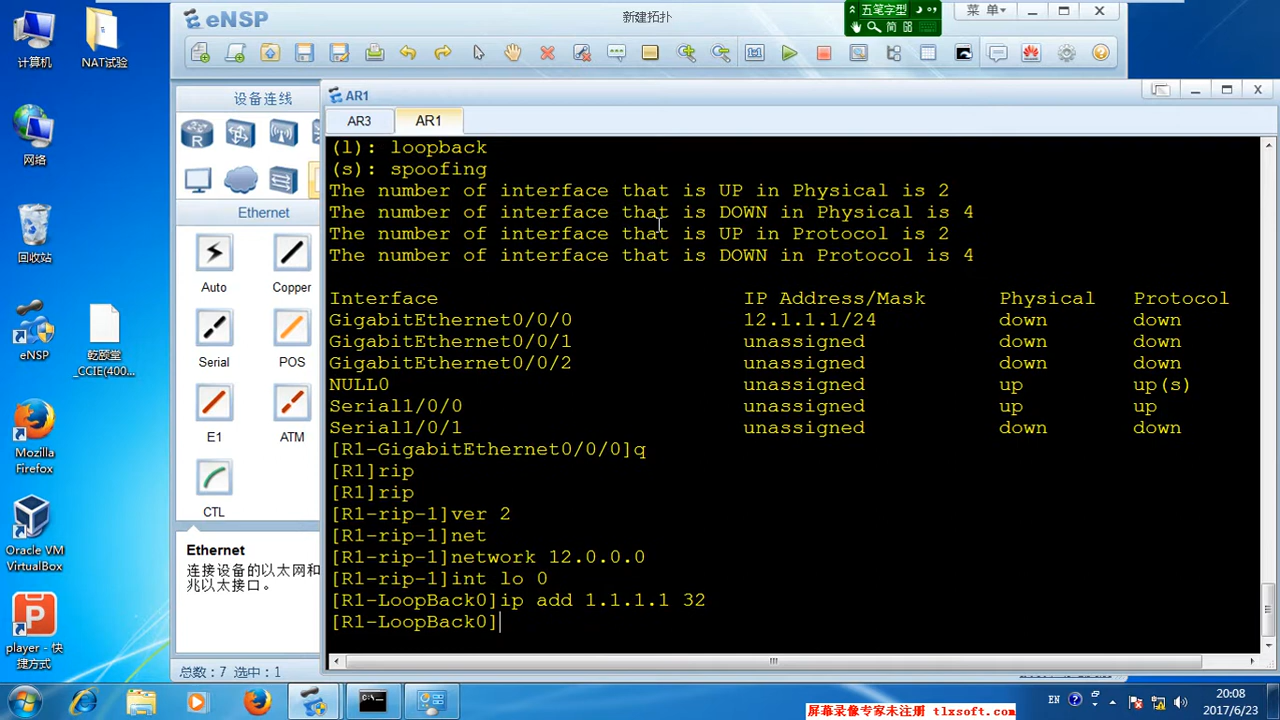 计算机
NAT试验
网络
回收站
eNSP
乾颐堂
_CCIE(400...
Mozilla
Firefox
Oracle VM
VirtualBox
player - 快
捷方式
eNSP
新建拓扑
五笔字型
简
菜 单
设备连线
Ethernet
Auto
Copper
Serial
POS
E1
ATM
CTL
Ethernet
连接设备的以太网和
兆以太接口。
总数: 7 选中: 1
AR1
AR3
AR1
(l): loopback
(s): spoofing
The number of interface that is UP in Physical is 2
The number of interface that is DOWN in Physical is 4
The number of interface that is UP in Protocol is 2
The number of interface that is DOWN in Protocol is 4
Interface IP Address/Mask Physical Protocol
GigabitEthernet0/0/0 12.1.1.1/24 down down
GigabitEthernet0/0/1 unassigned down down
GigabitEthernet0/0/2 unassigned down down
NULL0 unassigned up up(s)
Serial1/0/0 unassigned up up
Serial1/0/1 unassigned down down
[R1-GigabitEthernet0/0/0]q
[R1]rip
[R1]rip
[R1-rip-1]ver 2
[R1-rip-1]net
[R1-rip-1]network 12.0.0.0
[R1-rip-1]int lo 0
[R1-LoopBack0]ip add 1.1.1.1 32
[R1-LoopBack0]
EN
20:08
2017/6/23
屏幕录像专家未注册 tlxsoft.com